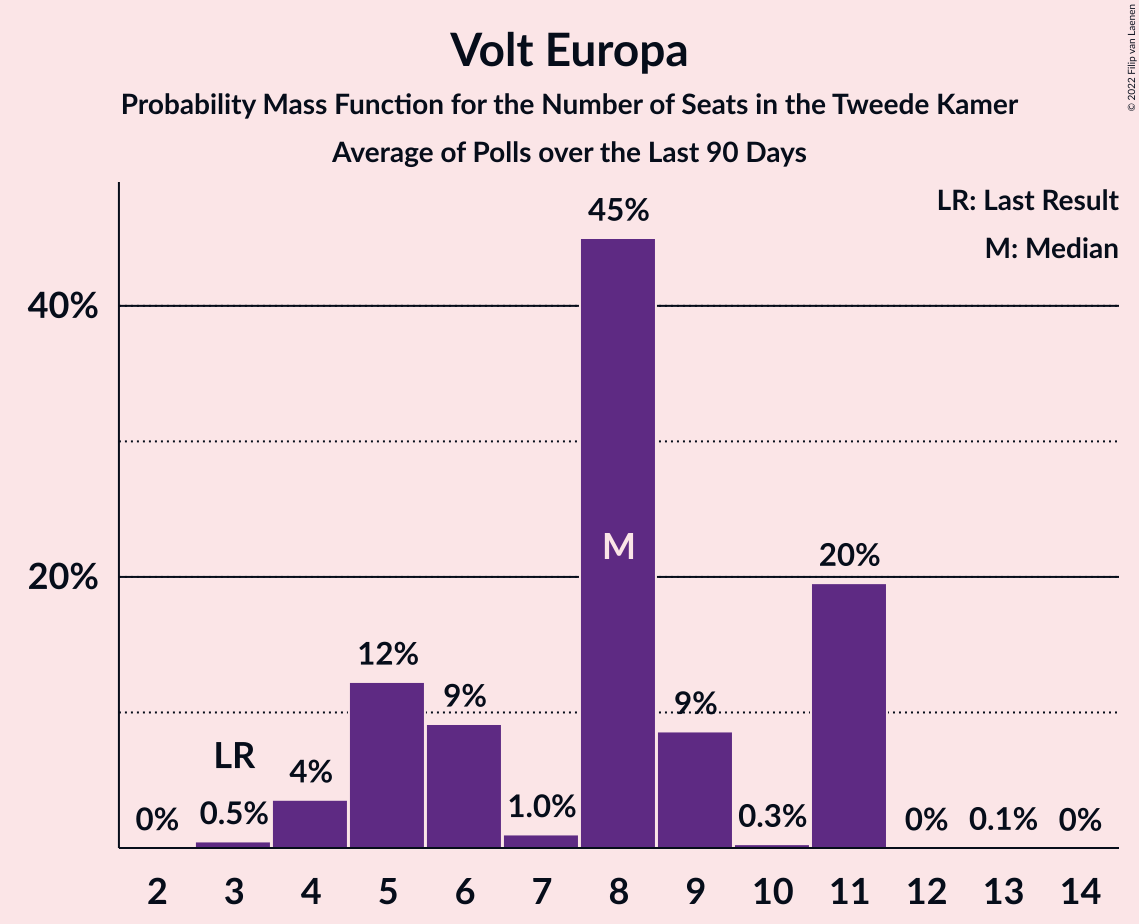 Volt Europa
Probability Mass Function for the Number of Seats in the Tweede Kamer
Average of Polls over the Last 90 Days
© 2022 Filip van Laenen
LR: Last Result
M: Median
40%
20%
0%
0.5%
LR
4%
12%
9%
1.0%
45%
M
9%
0.3%
20%
0%
0.1%
0%
2 3 4 5 6 7 8 9 10 11 12 13 14